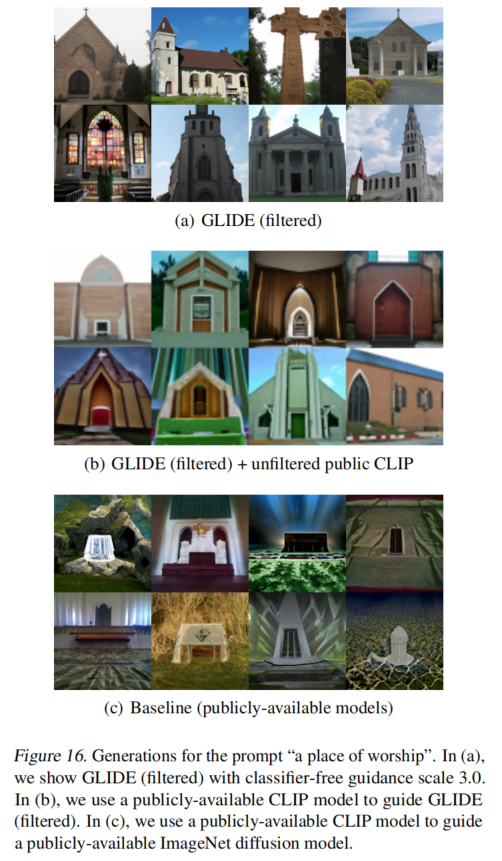 (a) GLIDE (filtered)
(b) GLIDE (filtered) + unfiltered public CLIP
(c) Baseline (publicly-available models)
Figure 16. Generations for the prompt “a place of worship”. In (a),
we show GLIDE (filtered) with classifier-free guidance scale 3.0.
In (b), we use a publicly-available CLIP model to guide GLIDE
(filtered). In (c), we use a publicly-available CLIP model to guide
a publicly-available ImageNet diffusion model.